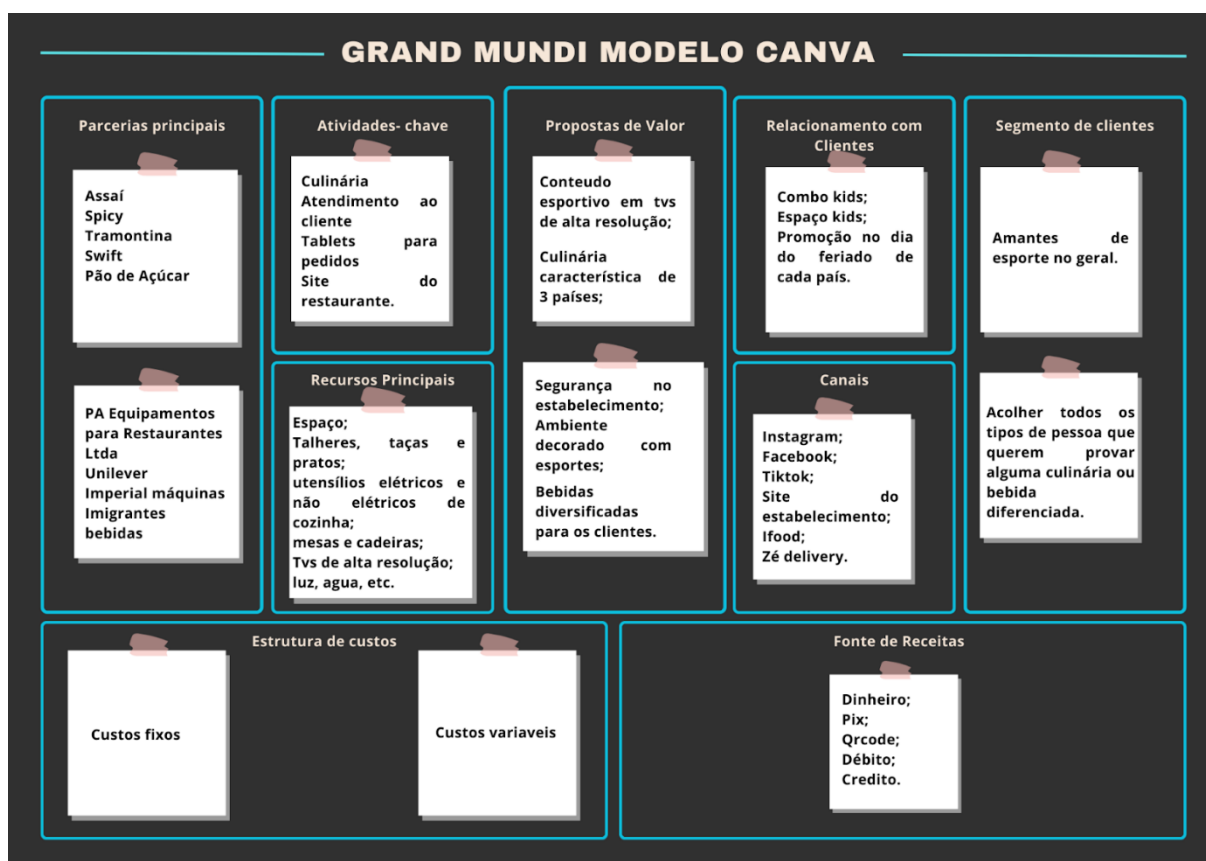 GRAND MUNDI MODELO CANVA
Parcerias principais
Assaí
Spicy
Tramontina
Swift
Pão de Açúcar
PA Equipamentos
para Restaurantes
Ltda
Unilever
Imperial máquinas
Imigrantes
bebidas
Atividades- chave
Culinária
Atendimento ao
cliente
Tablets para
pedidos
Site do
restaurante.
Recursos Principais
Espaço;
Talheres, taças e
pratos;
utensílios elétricos e
não elétricos de
cozinha;
mesas e cadeiras;
Tvs de alta resolução;
luz, agua, etc.
Propostas de Valor
Conteudo
esportivo em tvs
de alta resolução;
Culinária
característica de
3 países;
Segurança no
estabelecimento;
Ambiente
decorado com
esportes;
Bebidas
diversificadas
para os clientes.
Relacionamento com
Clientes
Combo kids;
Espaço kids;
Promoção no dia
do feriado de
cada país.
Canais
Instagram;
Facebook;
Tiktok;
Site do
estabelecimento;
Ifood;
Zé delivery.
Segmento de clientes
Amantes de
esporte no geral.
Acolher todos os
tipos de pessoa que
querem provar
alguma culinária ou
bebida
diferenciada.
Estrutura de custos
Custos fixos
Custos variaveis
Fonte de Receitas
Dinheiro;
Pix;
Qrcode;
Débito;
Credito.